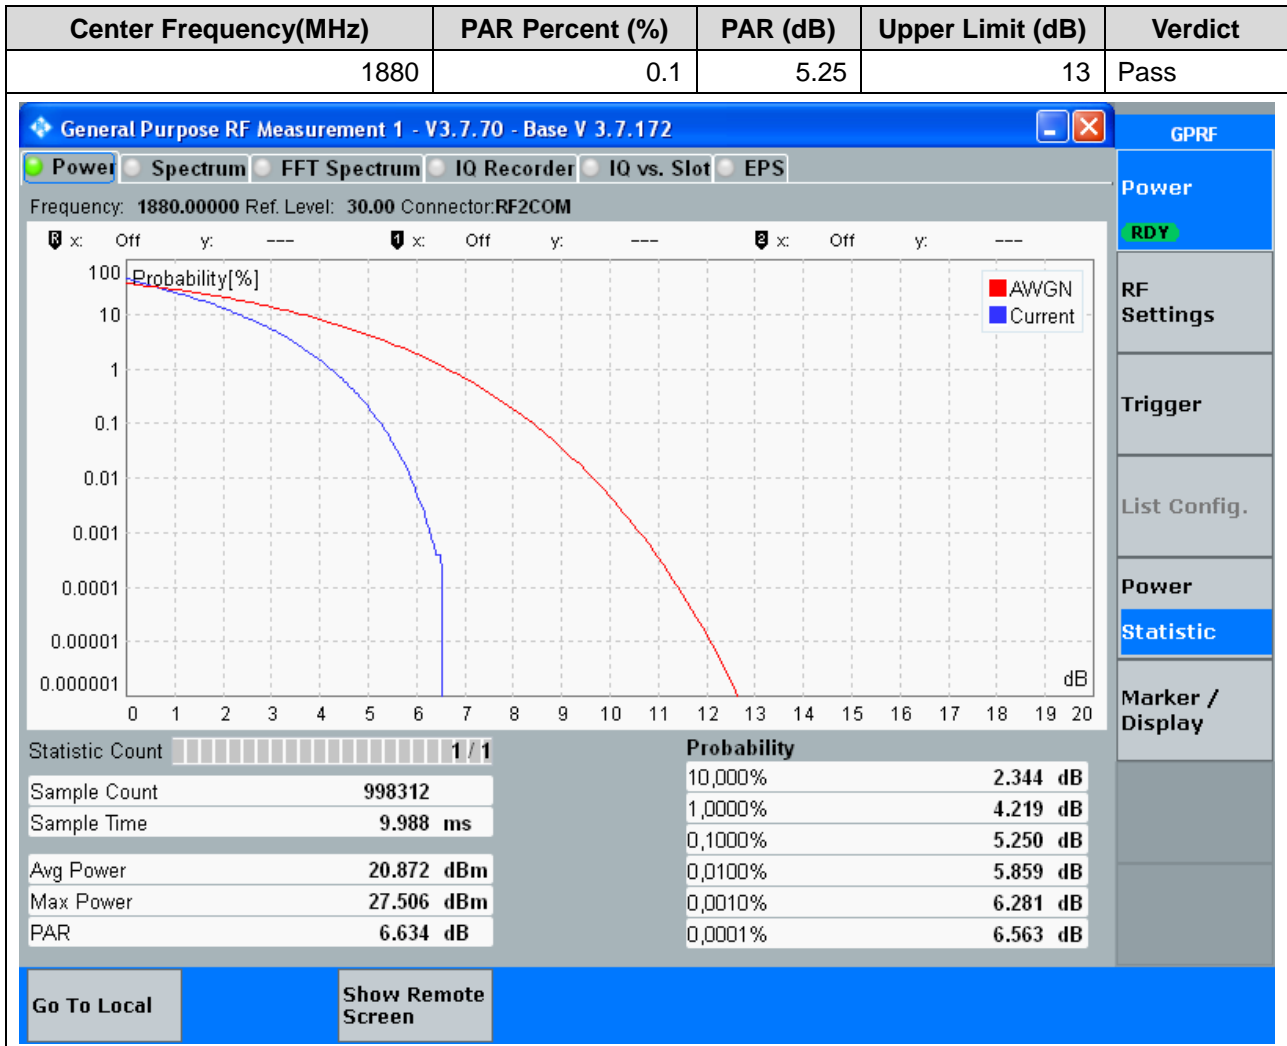 Center Frequency(MHz) PAR Percent (%) PAR (dB) Upper Limit (dB) Verdict
1880 0.1 5.25 13 Pass
General Purpose RF Measurement 1 - V3.7.70 - Base V 3.7.172
GPRF
Power Spectrum FFT Spectrum IQ Recorder IQ vs. Slot EPS
Power
RDY
Frequency: 1880.00000 Ref. Level: 30.00 Connector:RF2COM
R x: Off y: --- 1 x: Off y: --- 2 x: Off y: ---
Probability[%]
100
10
1
0.1
0.01
0.001
0.0001
0.00001
0.000001
AWGN
Current
dB
0 1 2 3 4 5 6 7 8 9 10 11 12 13 14 15 16 17 18 19 20
RF
Settings
Trigger
List Config.
Power
Statistic
Marker /
Display
Statistic Count 1 / 1
Sample Count 998312
Sample Time 9.988 ms
Avg Power 20.872 dBm
Max Power 27.506 dBm
PAR 6.634 dB
Probability
10,000% 2.344 dB
1,0000% 4.219 dB
0,1000% 5.250 dB
0,0100% 5.859 dB
0,0010% 6.281 dB
0,0001% 6.563 dB
Go To Local
Show Remote
Screen